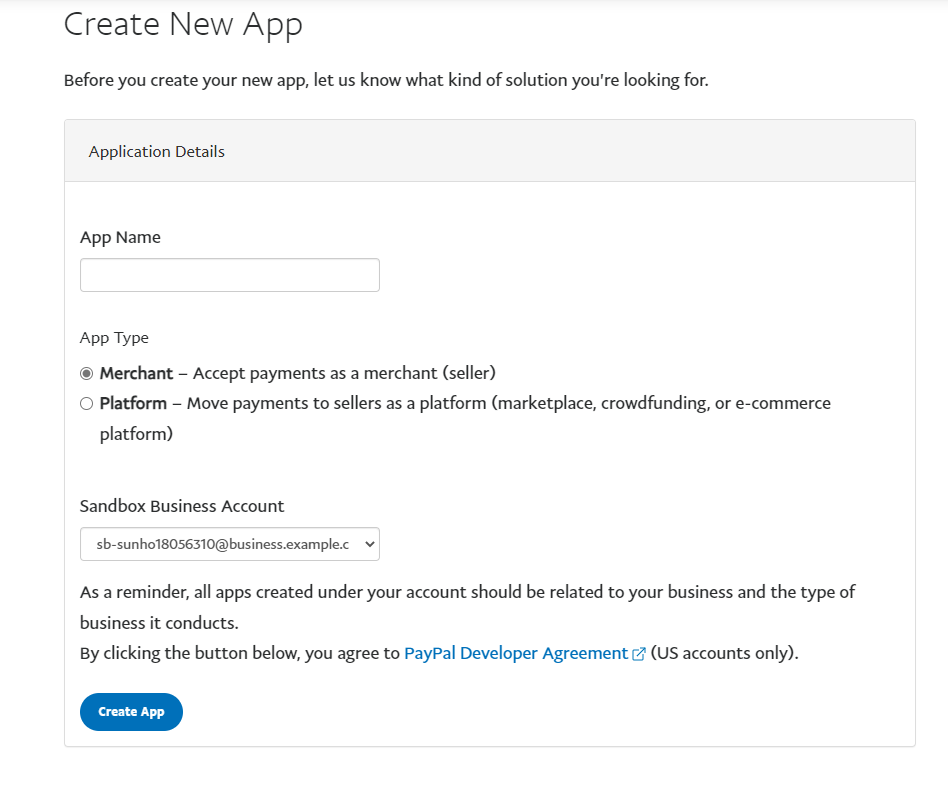 Create New App
Before you create your new app, let us know what kind of solution you're looking for.
Application Details
App Name
App Type
Merchant – Accept payments as a merchant (seller)
Platform – Move payments to sellers as a platform (marketplace, crowdfunding, or e-commerce
platform)
Sandbox Business Account
sb-sunho18056310@business.example.c
As a reminder, all apps created under your account should be related to your business and the type of
business it conducts.
By clicking the button below, you agree to PayPal Developer Agreement (US accounts only).
Create App